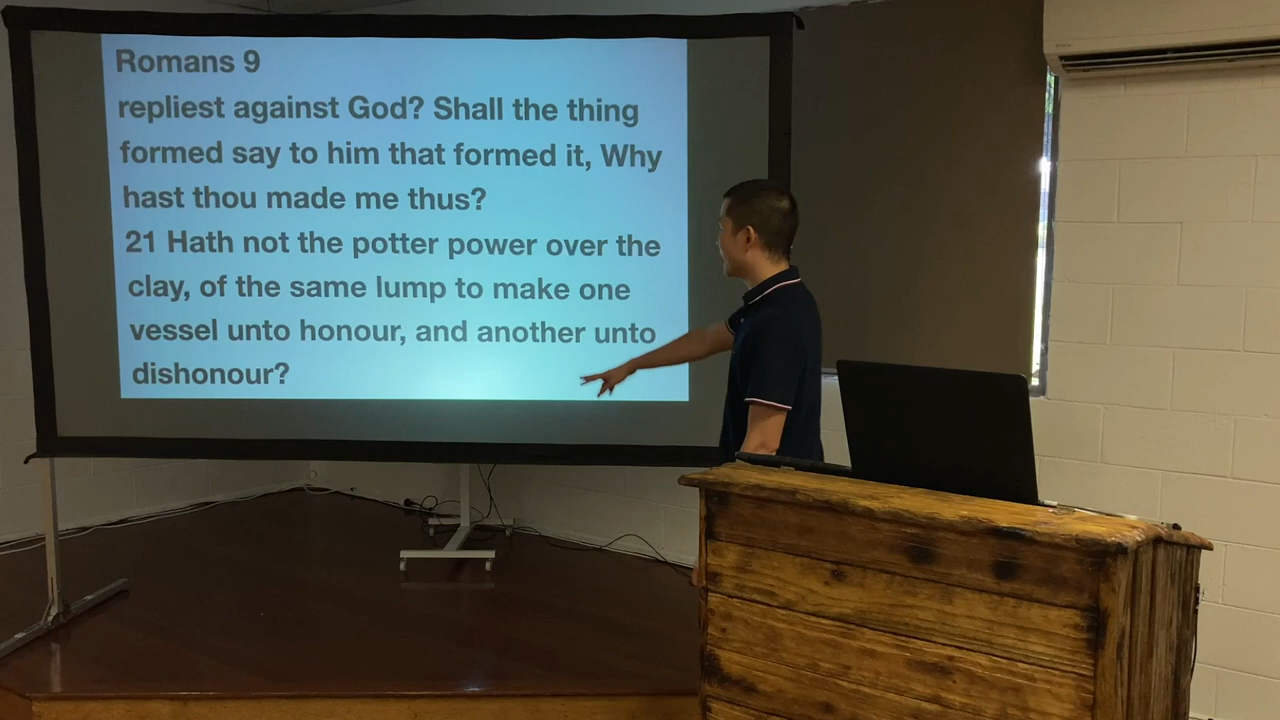 Romans 9
repliest against God? Shall the thing
formed say to him that formed it, Why
hast thou made me thus?
21 Hath not the potter power over the
clay, of the same lump to make one
vessel unto honour, and another unto
dishonour?